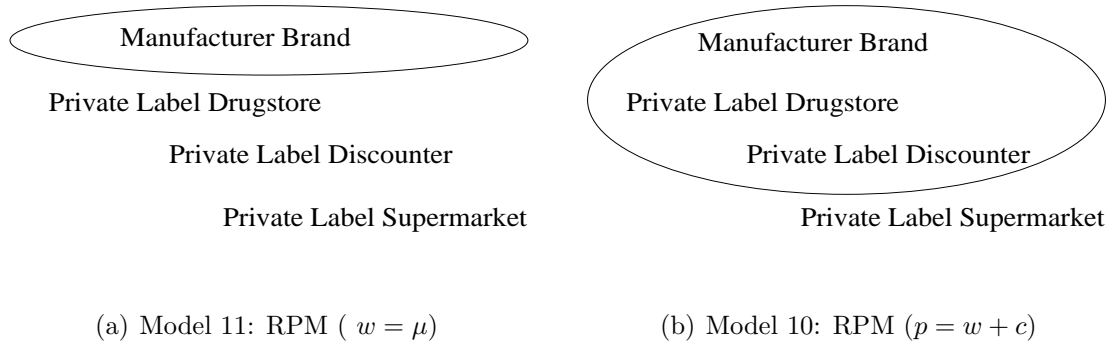 Manufacturer Brand
Private Label Drugstore
Private Label Discounter
Private Label Supermarket
(a) Model 11: RPM ( w = μ)
Manufacturer Brand
Private Label Drugstore
Private Label Discounter
Private Label Supermarket
(b) Model 10: RPM (p = w + c)